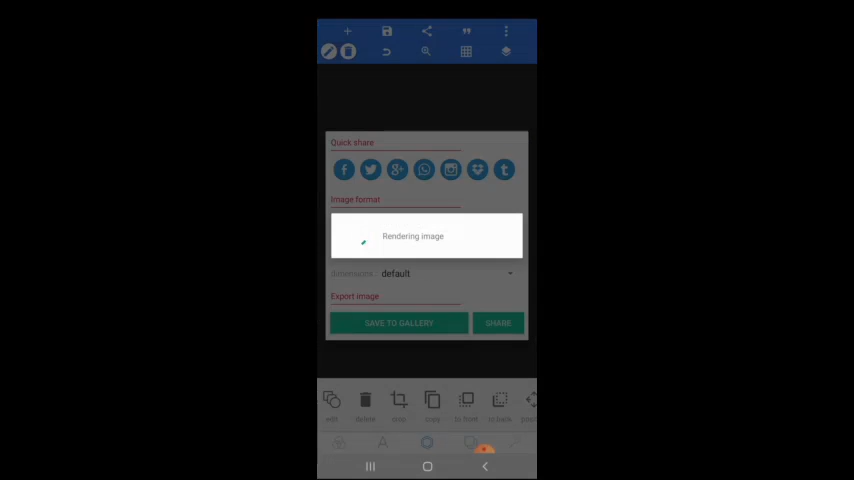 Quick share
Image format
Rendering image
dimensions : default
Export image
SAVE TO GALLERY SHARE
edit delete crop copy to front to back